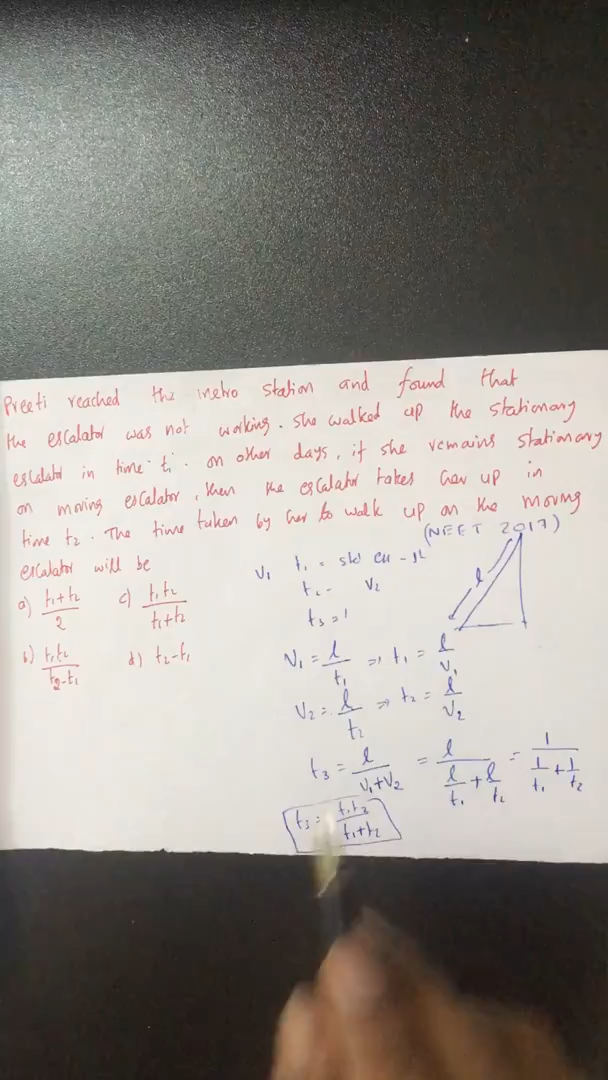 Preeti reached the metro station and found that
the escalator was not working. She walked up the stationary
escalator in time t₁. on other days, if she remains stationary
on moving escalator, then the escalator takes her up in
time t₂. The time taken by her to walk up on the moving
escalator will be
(NEET 2017)
a) (t₁+t₂)/2 c) (t₁t₂)/(t₁+t₂)
b) (t₁t₂)/(t₂-t₁) d) t₂-t₁
V₁ t₁ =
t₂ - V₂
t₃ =
l
V₁ = l/t₁ ⇒ t₁ = l/V₁
V₂ = l/t₂ ⇒ t₂ = l/V₂
t₃ = l/(V₁+V₂) = l/(l/t₁ + l/t₂) = 1/(1/t₁ + 1/t₂)
t₃ = (t₁t₂)/(t₁+t₂)